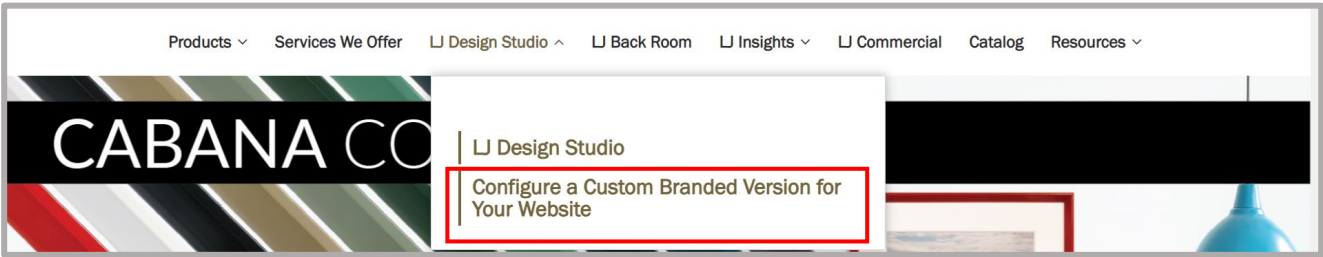 Products Services We Offer LJ Design Studio LJ Back Room LJ Insights LJ Commercial Catalog Resources
CABANA CO
LJ Design Studio
Configure a Custom Branded Version for
Your Website